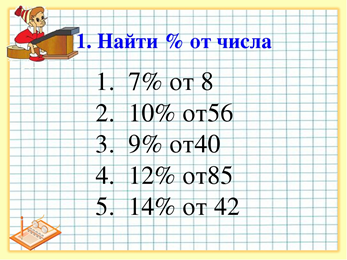 1. Найти % от числа
1. 7% от 8
2. 10% от56
3. 9% от40
4. 12% от85
5. 14% от 42